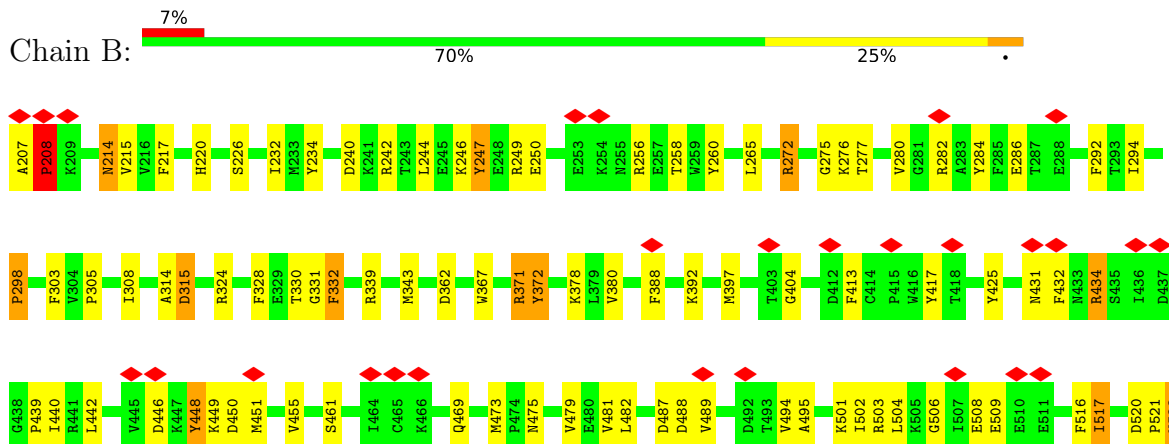 7%
Chain B:
70% 25% •
A207 P208 K209 N214 V215 V216 F217 H220 S226 I232 M233 Y234 D240 K241 R242 T243 L244 E245 K246 Y247 E248 R249 E250 E253 K254 N255 R256 E257 T258 W259 Y260 L265 R272 G275 K276 T277 V280 G281 R282 A283 Y284 F285 E286 T287 E288 F292 T293 I294
P298 F303 V304 P305 I308 A314 D315 R324 F328 E329 T330 G331 F332 R339 M343 D362 W367 R371 Y372 K378 L379 V380 F388 K392 M397 T403 G404 D412 F413 C414 P415 W416 Y417 T418 Y425 N431 F432 N433 R434 S435 I436 D437
G438 P439 I440 R441 L442 V445 D446 K447 Y448 K449 D450 M451 V455 S461 I464 C465 K466 Q469 M473 P474 N475 V479 E480 V481 L482 D487 D488 V489 D492 T493 V494 A495 K501 I502 R503 L504 K505 G506 I507 E508 E509 E510 E511 F516 I517 D520 P521